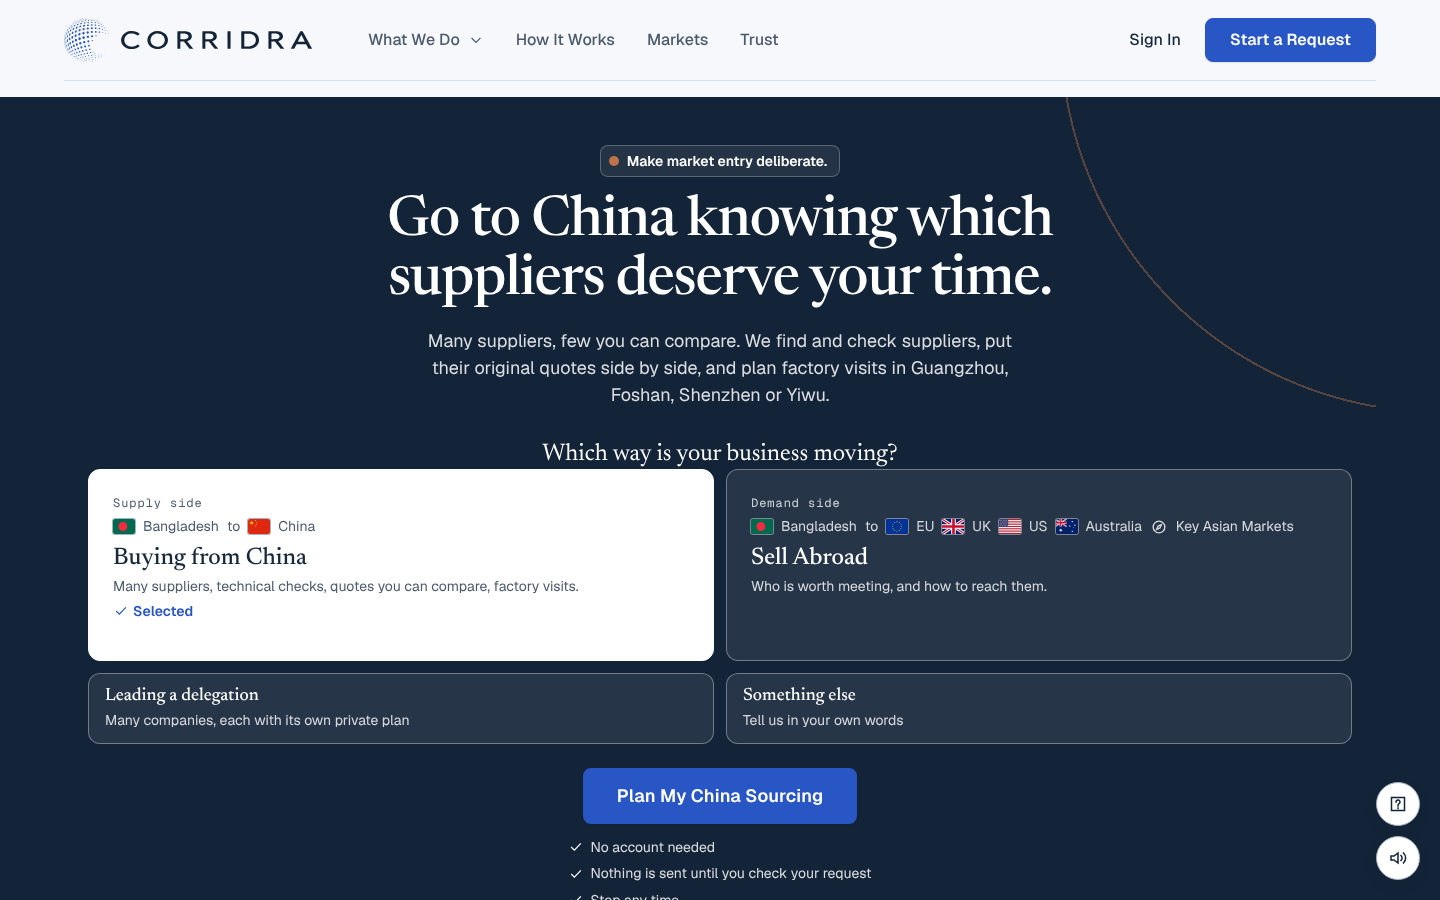 CORRIDRA
What We Do
How It Works
Markets
Trust
Sign In
Start a Request
Make market entry deliberate.
Go to China knowing which
suppliers deserve your time.
Many suppliers, few you can compare. We find and check suppliers, put
their original quotes side by side, and plan factory visits in Guangzhou,
Foshan, Shenzhen or Yiwu.
Which way is your business moving?
Supply side
Bangladesh to China
Buying from China
Many suppliers, technical checks, quotes you can compare, factory visits.
Selected
Demand side
Bangladesh to EU UK US Australia Key Asian Markets
Sell Abroad
Who is worth meeting, and how to reach them.
Leading a delegation
Many companies, each with its own private plan
Something else
Tell us in your own words
Plan My China Sourcing
No account needed
Nothing is sent until you check your request
Stop any time